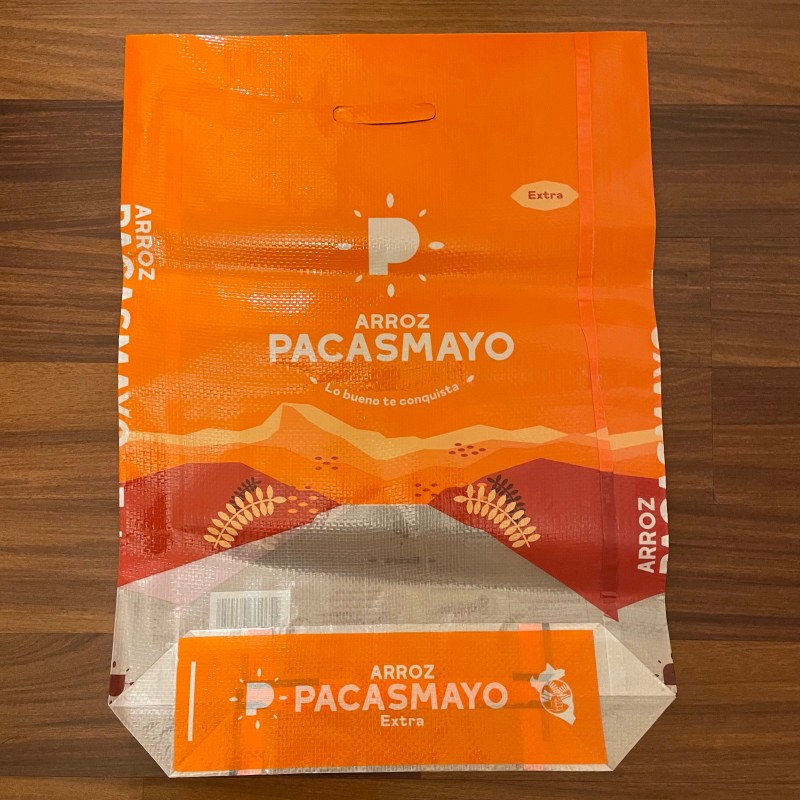 Extra
P
ARROZ
PACASMAYO
Lo bueno te conquista
ARROZ
PACASMAYO
ARROZ
PACASMAYO
ARROZ
P-PACASMAYO
Extra